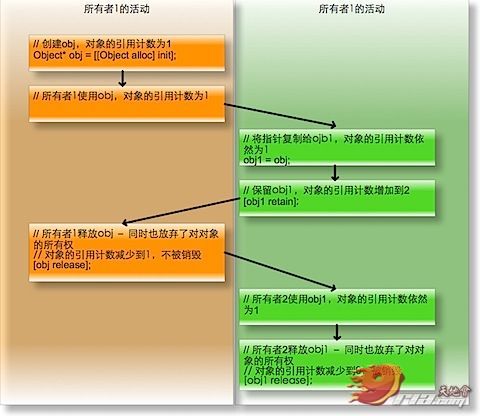 所有者1的活动
所有者1的活动
// 创建obj，对象的引用计数为1
Object* obj = [[Object alloc] init];
// 所有者1使用obj，对象的引用计数为1
// 将指针复制给ojb1，对象的引用计数依
然为1
obj1 = obj;
// 保留obj1，对象的引用计数增加到2
[obj1 retain];
// 所有者1释放obj – 同时也放弃了对对象
的所有权
// 对象的引用计数减少到1，不被销毁
[obj release];
// 所有者2使用obj1，对象的引用计数依然
为1
// 所有者2释放obj1 – 同时也放弃了对对
象的所有权
// 对象的引用计数减少到0，被销毁
[obj1 release];